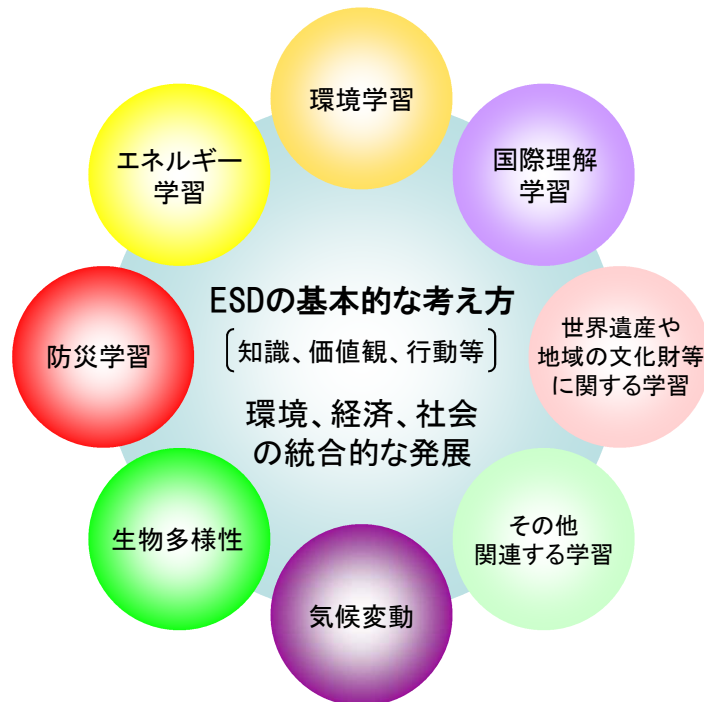 環境学習
エネルギー
学習
国際理解
学習
ESDの基本的な考え方
[知識、価値観、行動等]
環境、経済、社会
の統合的な発展
防災学習
世界遺産や
地域の文化財等
に関する学習
生物多様性
その他
関連する学習
気候変動